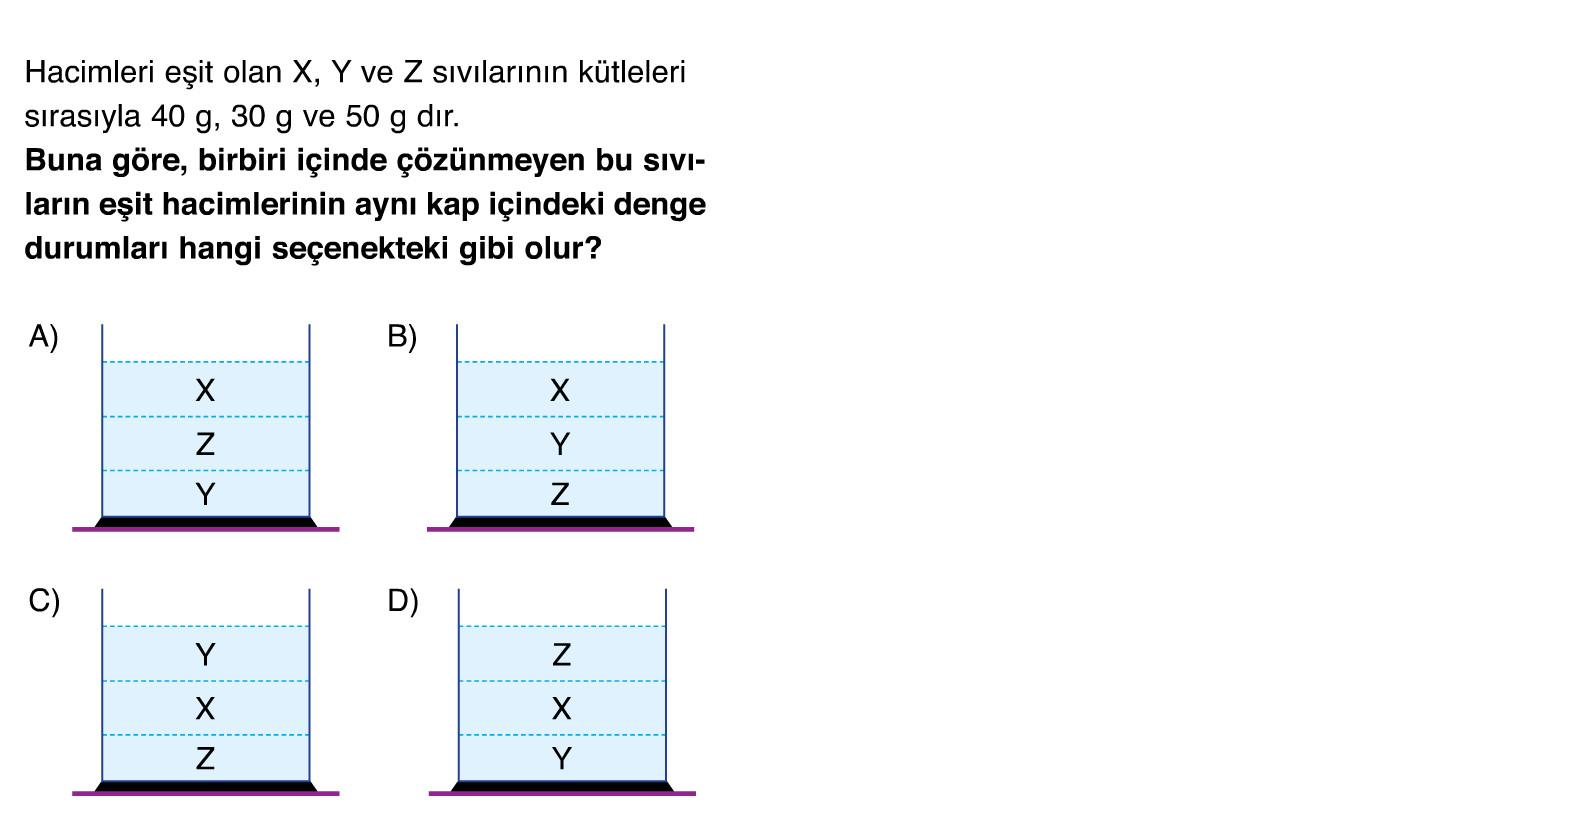 Hacimleri eşit olan X, Y ve Z sıvılarının kütleleri
sırasıyla 40 g, 30 g ve 50 g dır.
Buna göre, birbiri içinde çözünmeyen bu sıvı-
ların eşit hacimlerinin aynı kap içindeki denge
durumları hangi seçenekteki gibi olur?
A)
X
Z
Y
B)
X
Y
Z
C)
Y
X
Z
D)
Z
X
Y